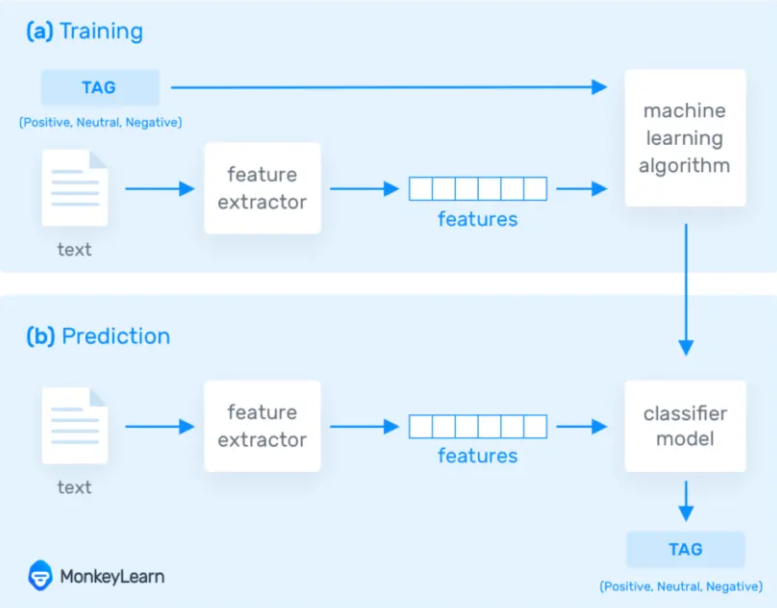 (a) Training
TAG
(Positive, Neutral, Negative)
machine
learning
algorithm
feature
extractor
features
text
(b) Prediction
feature
extractor
classifier
model
features
text
TAG
(Positive, Neutral, Negative)
MonkeyLearn